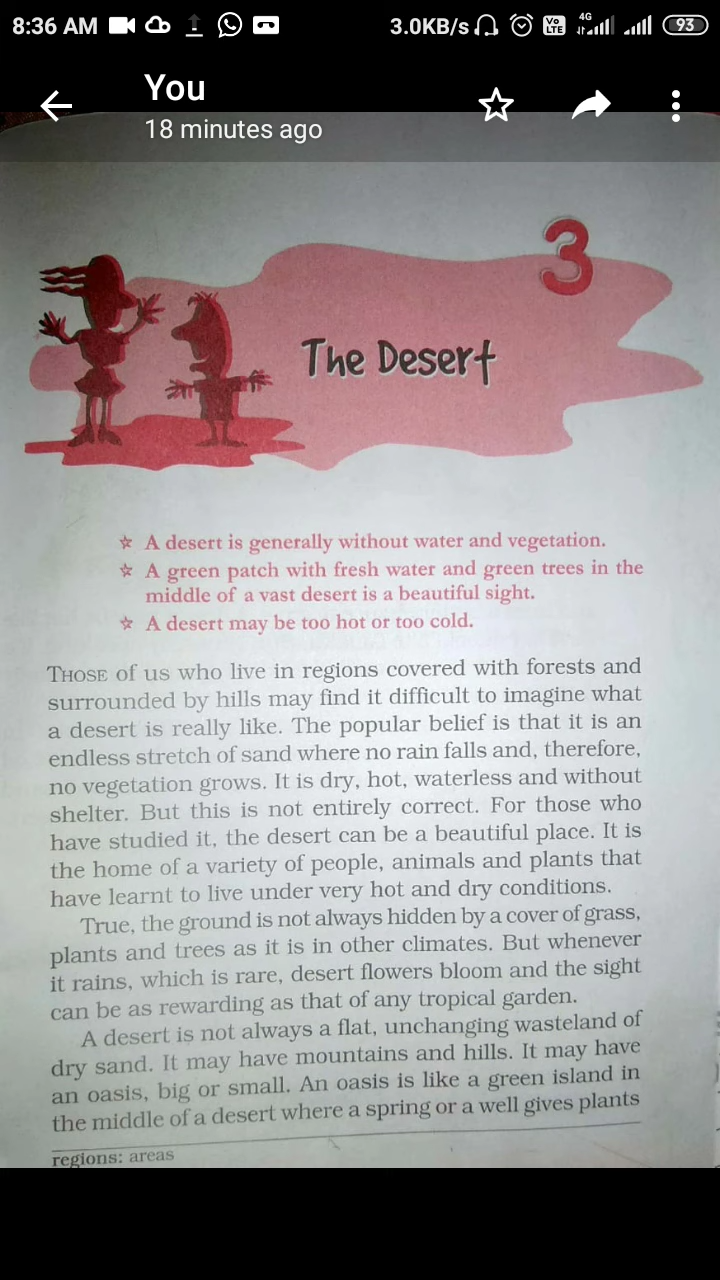 8:36 AM
3.0KB/s
Vo
LTE
4G
93
You
18 minutes ago
3
The Desert
☆ A desert is generally without water and vegetation.
☆ A green patch with fresh water and green trees in the
middle of a vast desert is a beautiful sight.
☆ A desert may be too hot or too cold.
THOSE of us who live in regions covered with forests and
surrounded by hills may find it difficult to imagine what
a desert is really like. The popular belief is that it is an
endless stretch of sand where no rain falls and, therefore,
no vegetation grows. It is dry, hot, waterless and without
shelter. But this is not entirely correct. For those who
have studied it, the desert can be a beautiful place. It is
the home of a variety of people, animals and plants that
have learnt to live under very hot and dry conditions.
True, the ground is not always hidden by a cover of grass,
plants and trees as it is in other climates. But whenever
it rains, which is rare, desert flowers bloom and the sight
can be as rewarding as that of any tropical garden.
A desert is not always a flat, unchanging wasteland of
dry sand. It may have mountains and hills. It may have
an oasis, big or small. An oasis is like a green island in
the middle of a desert where a spring or a well gives plants
regions: areas